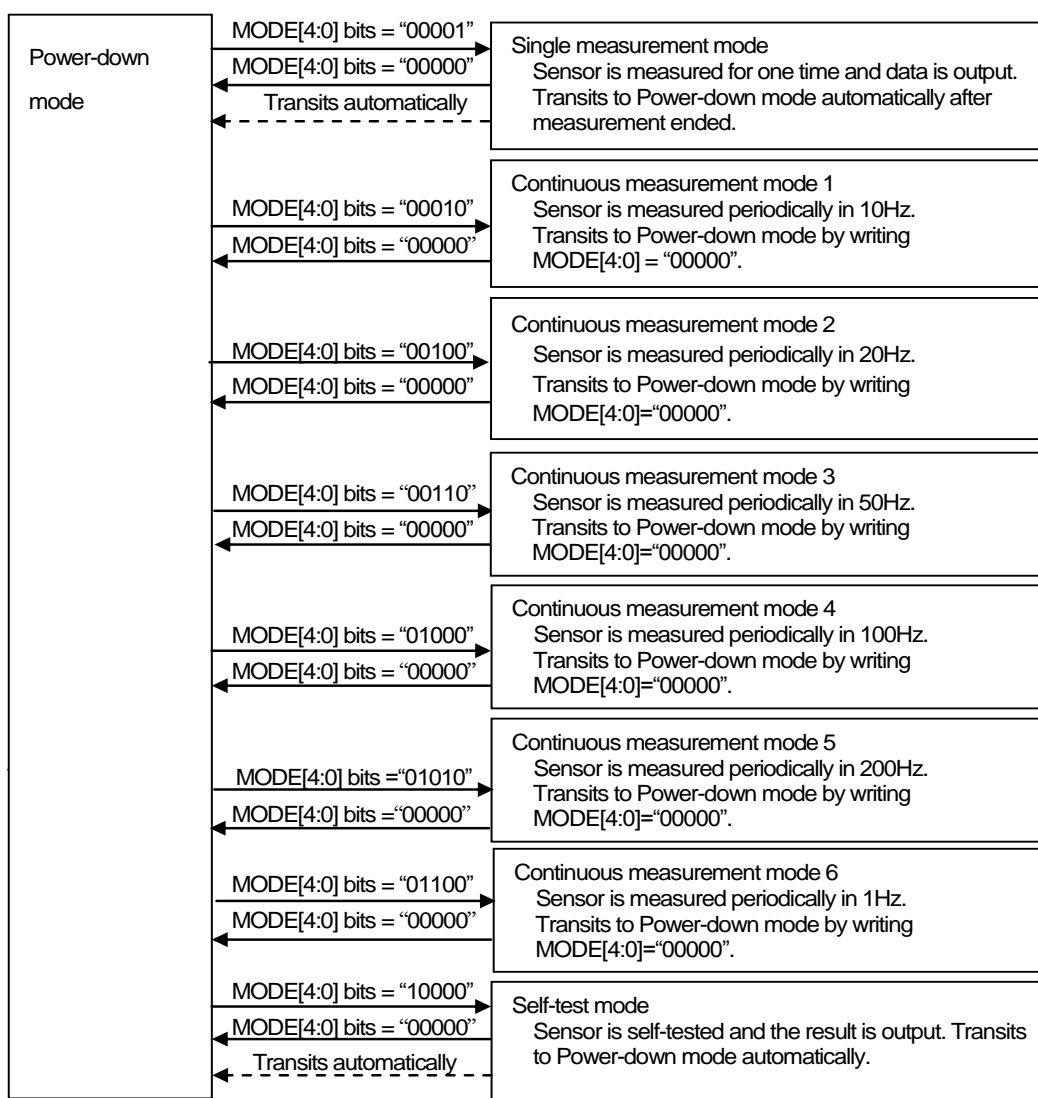 Power-down
mode
MODE[4:0] bits = “00001”
MODE[4:0] bits = “00000”
Transits automatically
Single measurement mode
Sensor is measured for one time and data is output.
Transits to Power-down mode automatically after
measurement ended.
MODE[4:0] bits = “00010”
MODE[4:0] bits = “00000”
Continuous measurement mode 1
Sensor is measured periodically in 10Hz.
Transits to Power-down mode by writing
MODE[4:0] = “00000”.
MODE[4:0] bits = “00100”
MODE[4:0] bits = “00000”
Continuous measurement mode 2
Sensor is measured periodically in 20Hz.
Transits to Power-down mode by writing
MODE[4:0]=“00000”.
MODE[4:0] bits = “00110”
MODE[4:0] bits = “00000”
Continuous measurement mode 3
Sensor is measured periodically in 50Hz.
Transits to Power-down mode by writing
MODE[4:0]=“00000”.
MODE[4:0] bits = “01000”
MODE[4:0] bits = “00000”
Continuous measurement mode 4
Sensor is measured periodically in 100Hz.
Transits to Power-down mode by writing
MODE[4:0]=“00000”.
MODE[4:0] bits =“01010”
MODE[4:0] bits =“00000”
Continuous measurement mode 5
Sensor is measured periodically in 200Hz.
Transits to Power-down mode by writing
MODE[4:0]=“00000”.
MODE[4:0] bits = “01100”
MODE[4:0] bits = “00000”
Continuous measurement mode 6
Sensor is measured periodically in 1Hz.
Transits to Power-down mode by writing
MODE[4:0]=“00000”.
MODE[4:0] bits = “10000”
MODE[4:0] bits = “00000”
Transits automatically
Self-test mode
Sensor is self-tested and the result is output. Transits
to Power-down mode automatically.